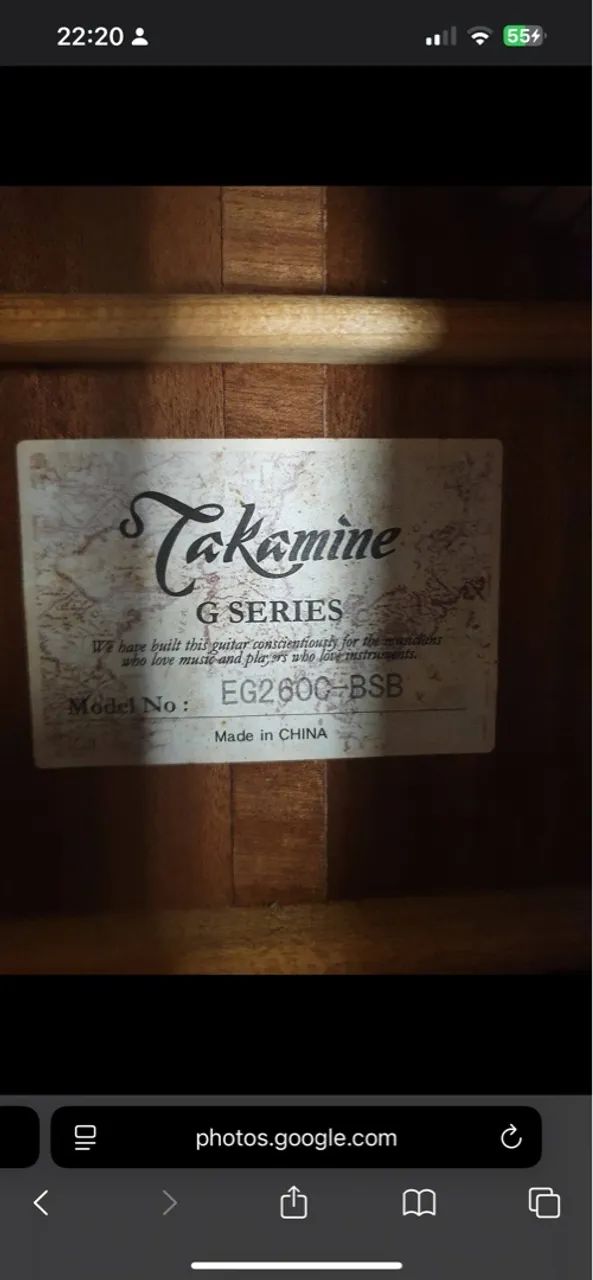 22:20
55
Takamine
G SERIES
We have built this guitar conscientiously for the musicians
who love music and players who love instruments.
Model No : EG260C-BSB
Made in CHINA
photos.google.com